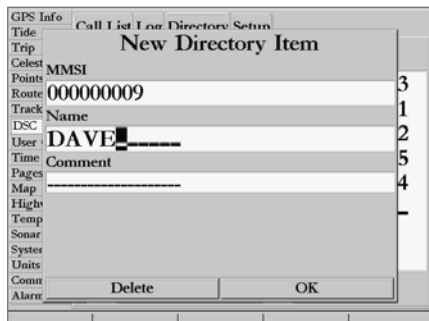 GPS Info
Tide
Trip
Celest
Points
Route
Track
DSC
User
Time
Pages
Map
Highw
Temp
Sonar
System
Units
Comm
Alarm
Call List Log Directory Setup
New Directory Item
MMSI
000000009
Name
DAVE
Comment
3
1
2
5
4
Delete
OK